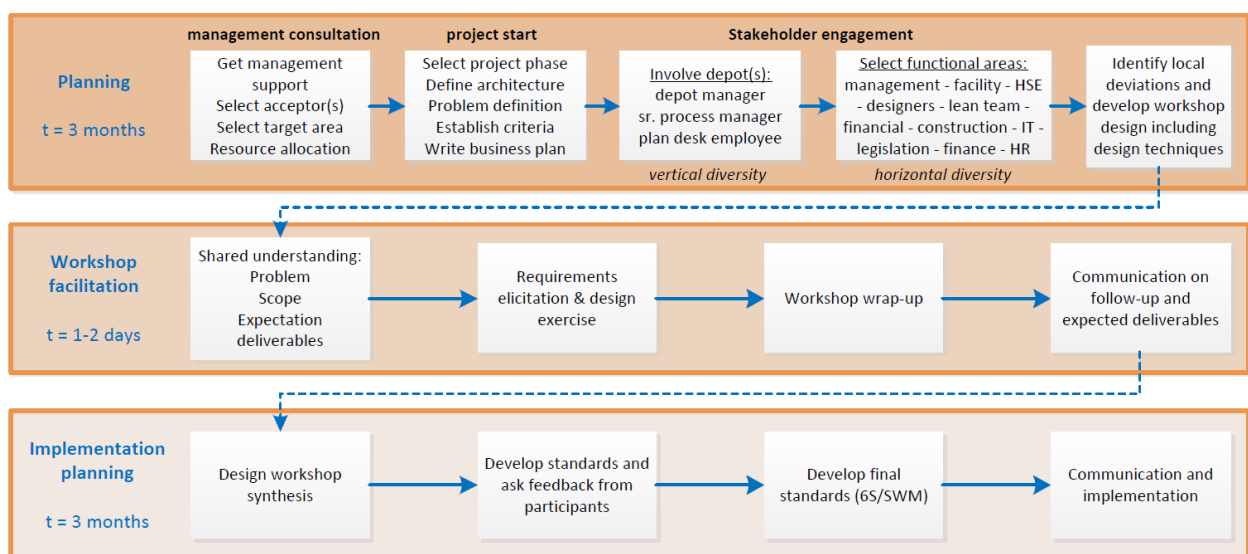 management consultation
project start
Stakeholder engagement
Planning
t = 3 months
Get management
support
Select acceptor(s)
Select target area
Resource allocation
Select project phase
Define architecture
Problem definition
Establish criteria
Write business plan
Involve depot(s):
depot manager
sr. process manager
plan desk employee
vertical diversity
Select functional areas:
management - facility - HSE
- designers - lean team -
financial - construction - IT -
legislation - finance - HR
horizontal diversity
Identify local
deviations and
develop workshop
design including
design techniques
Workshop
facilitation
t = 1-2 days
Shared understanding:
Problem
Scope
Expectation
deliverables
Requirements
elicitation & design
exercise
Workshop wrap-up
Communication on
follow-up and
expected deliverables
Implementation
planning
t = 3 months
Design workshop
synthesis
Develop standards and
ask feedback from
participants
Develop final
standards (6S/SWM)
Communication and
implementation